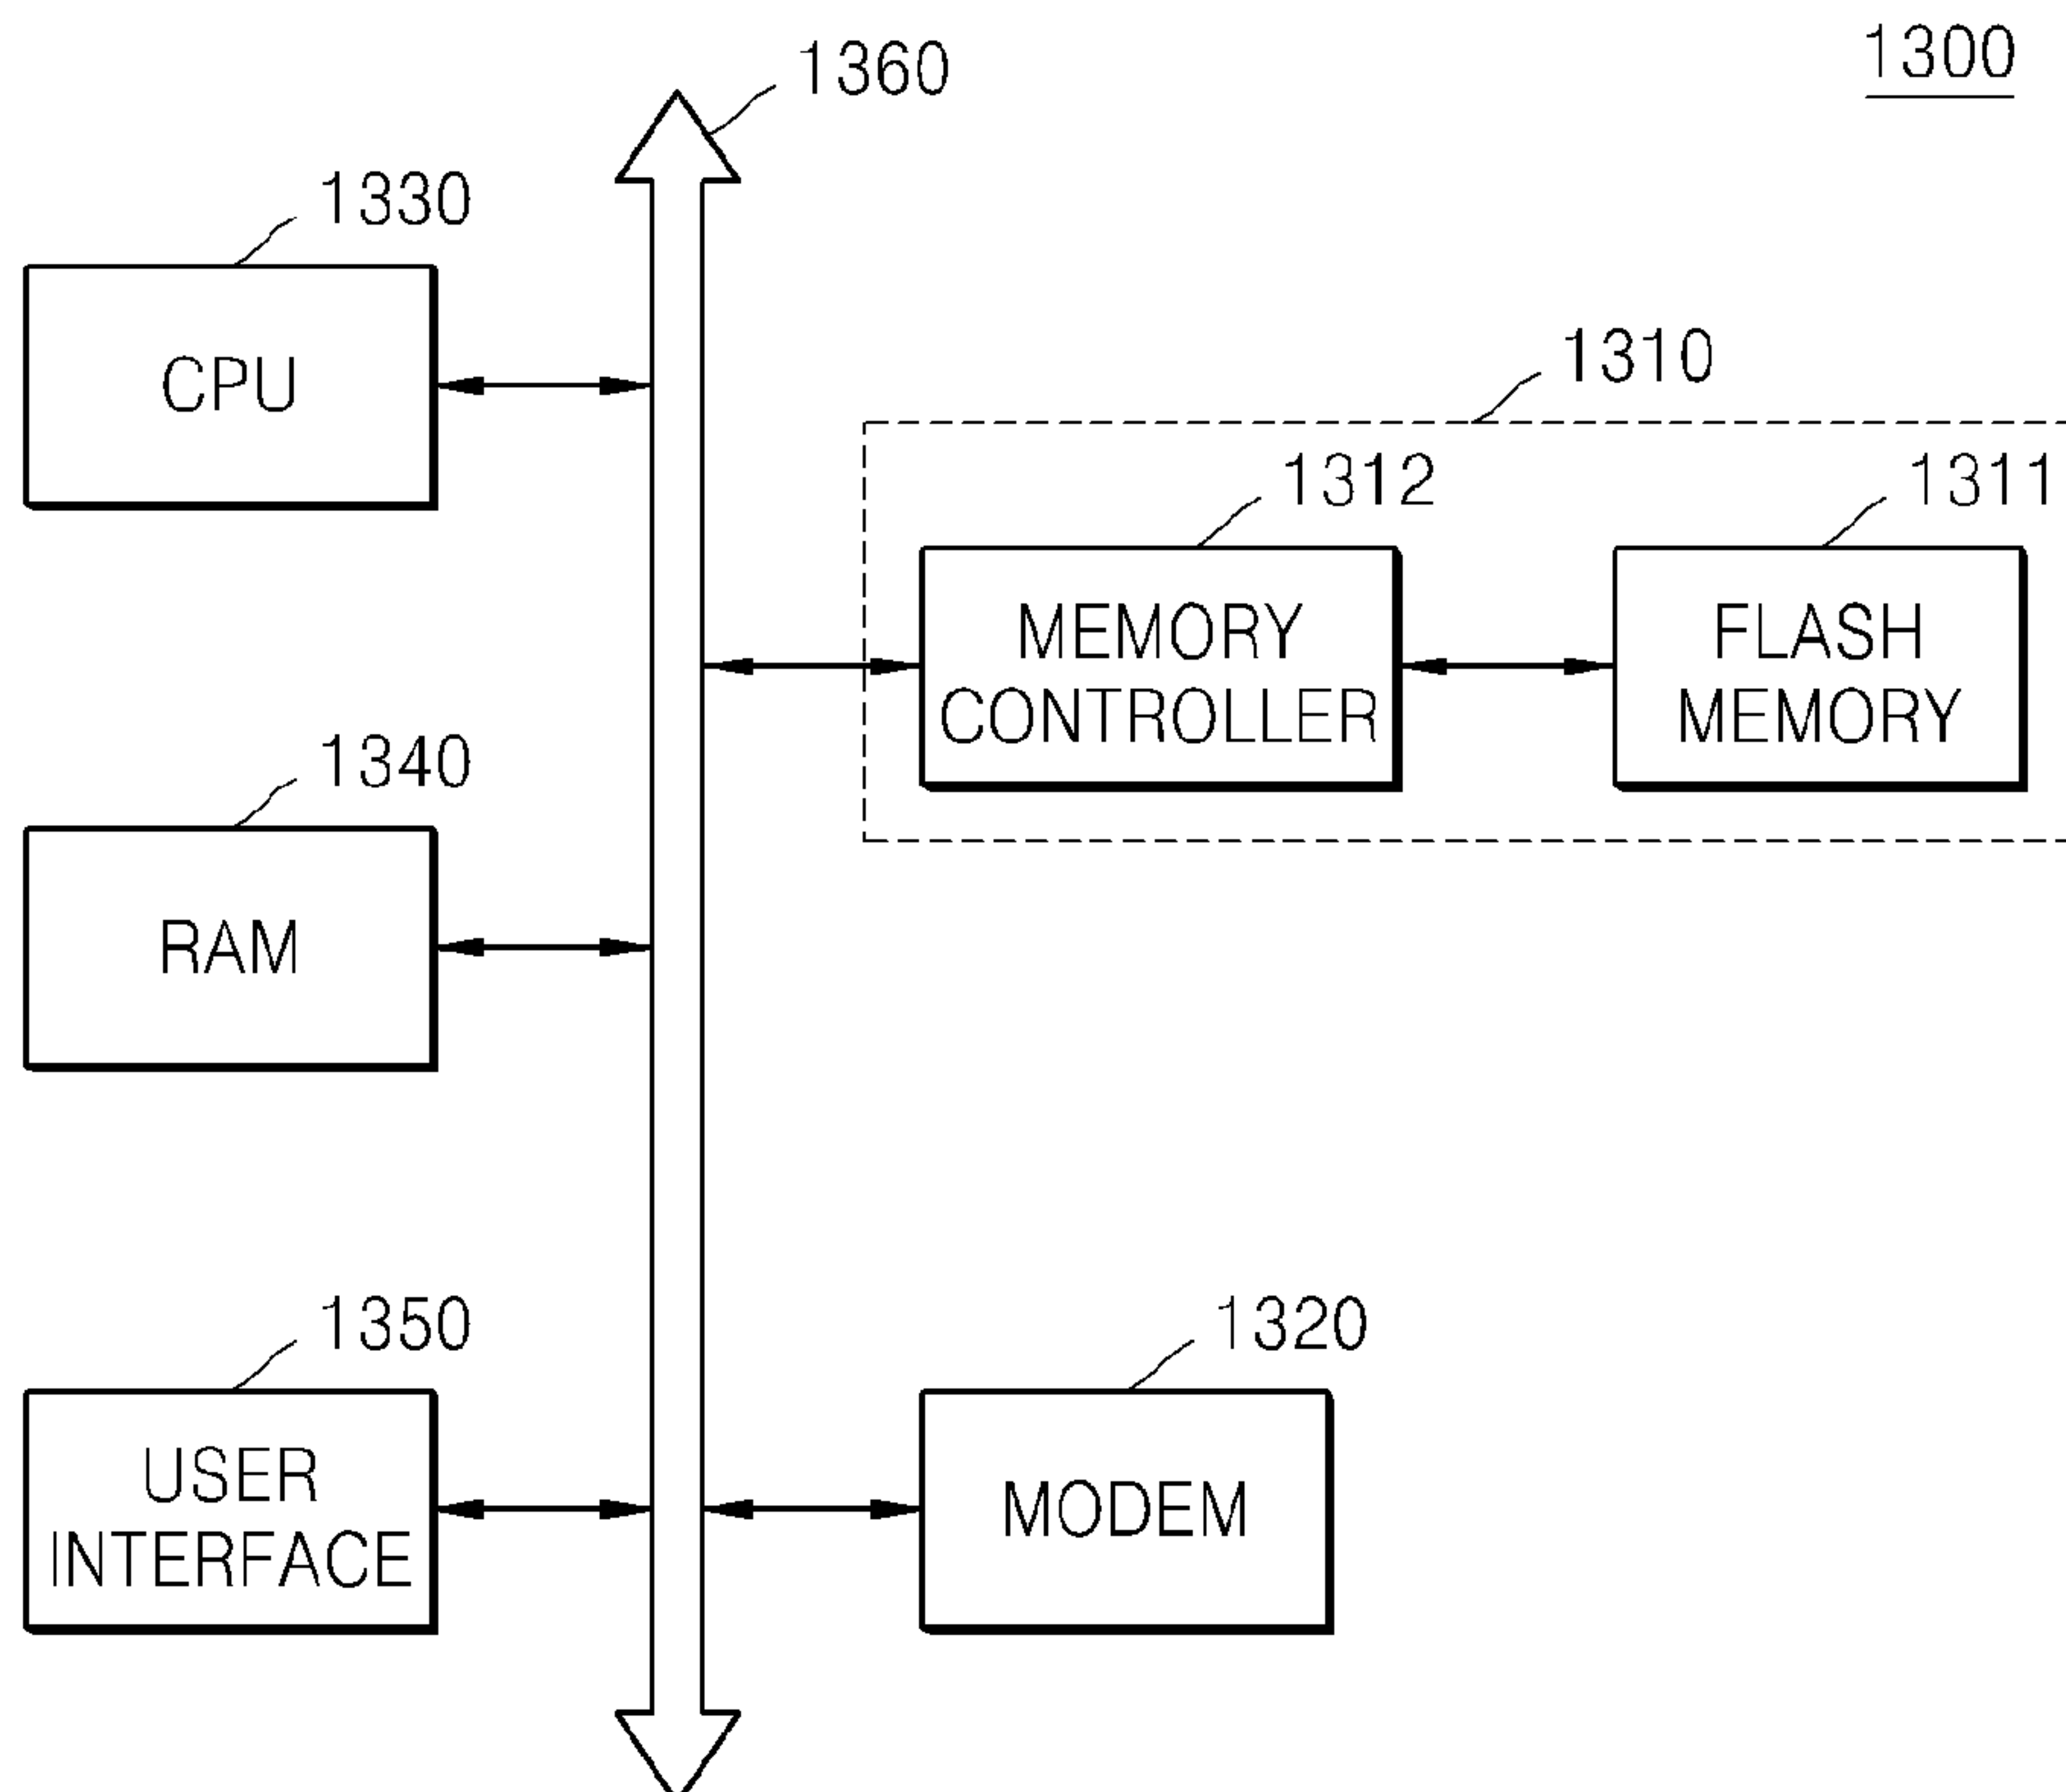 1300
1360
1330
CPU
1310
1312
1311
MEMORY
CONTROLLER
FLASH
MEMORY
1340
RAM
1350
USER
INTERFACE
1320
MODEM